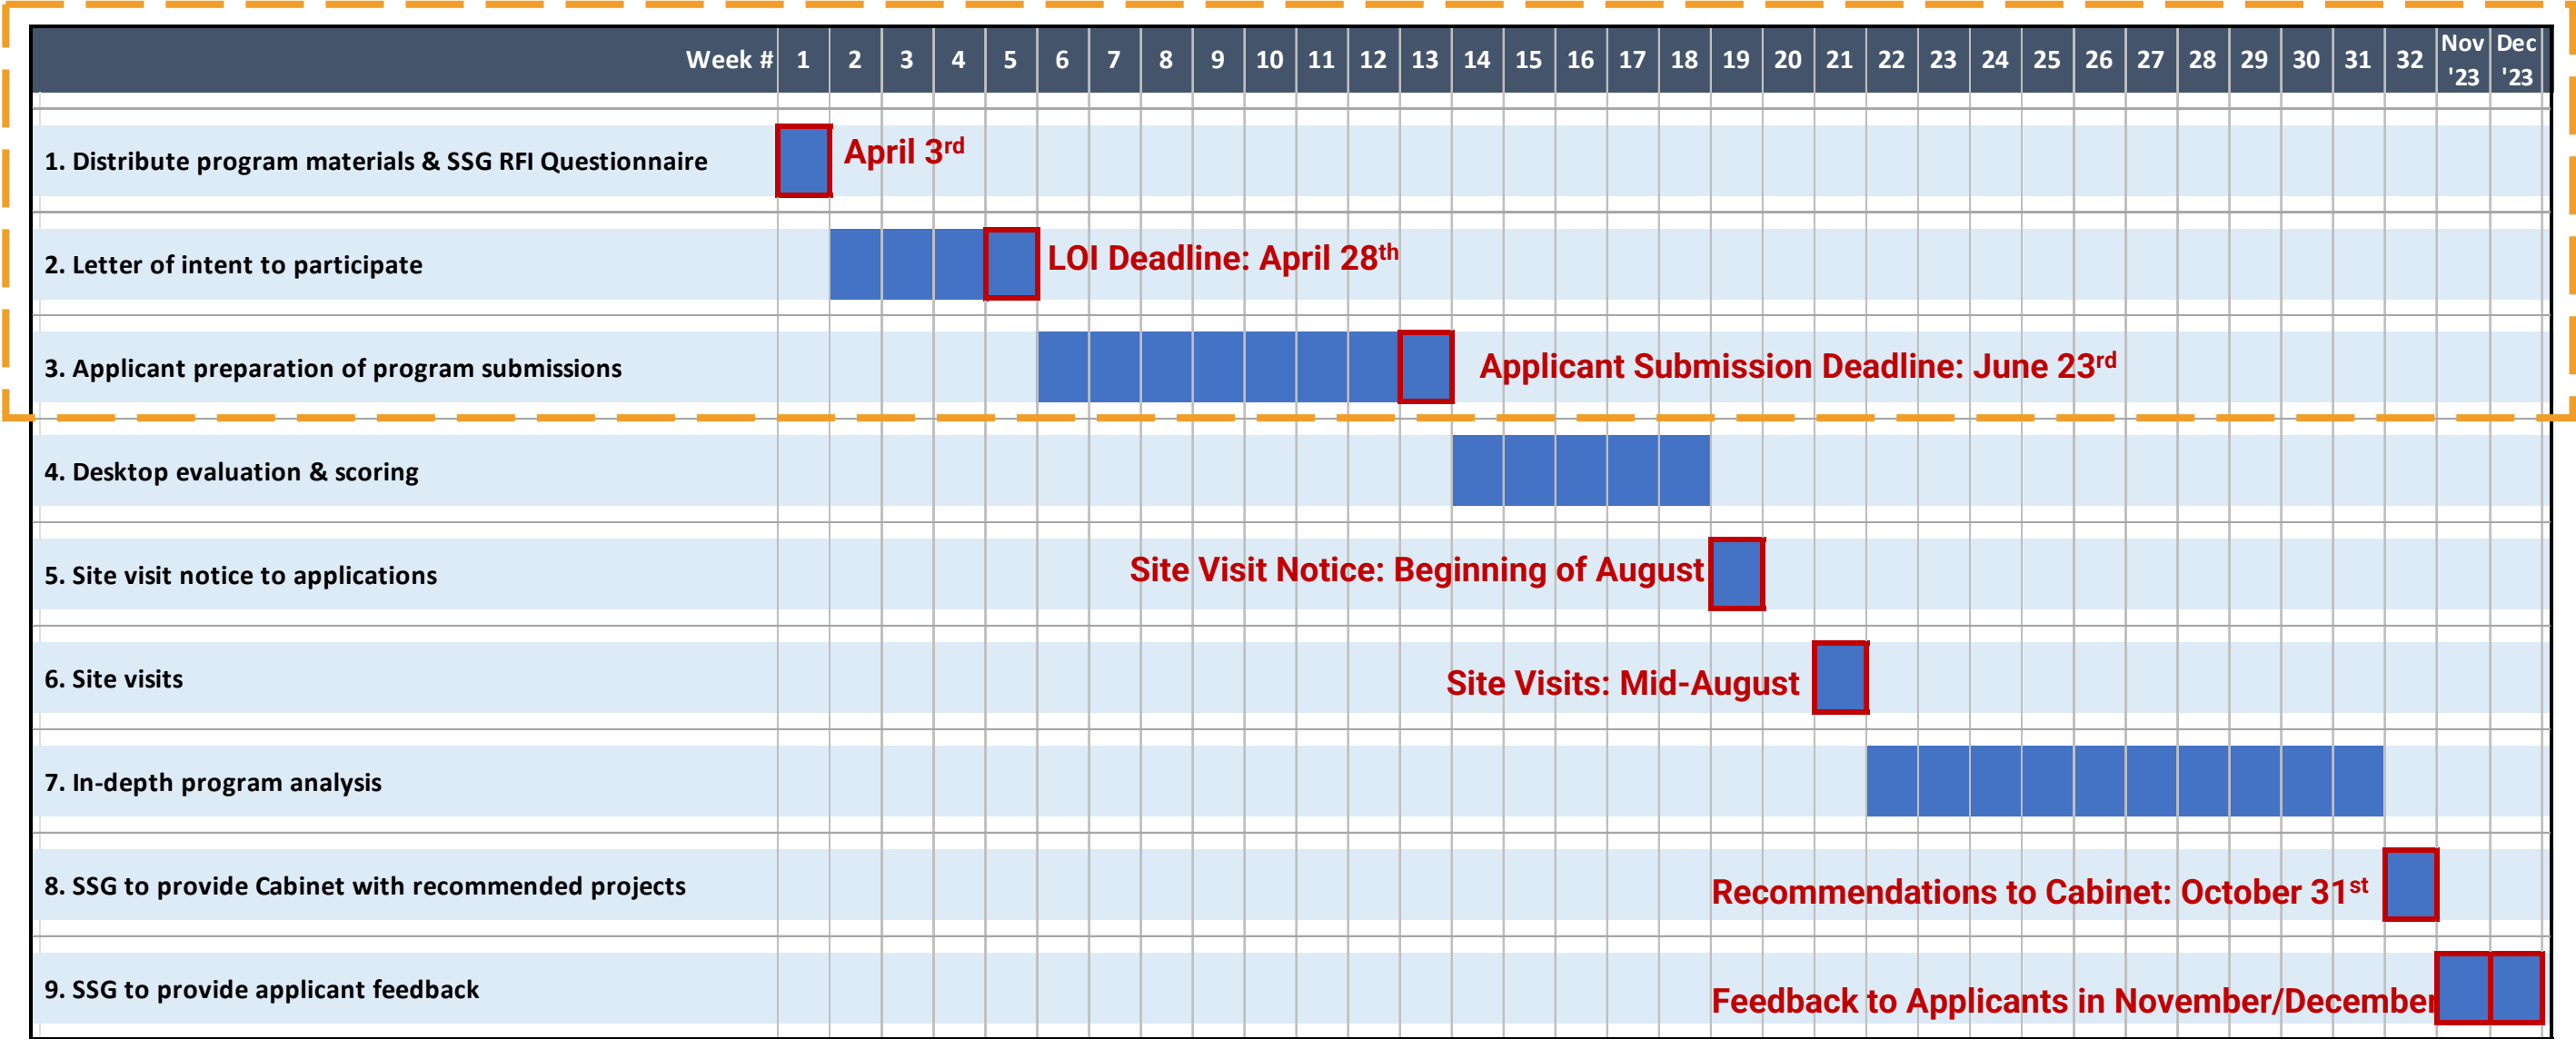 Week # 1 2 3 4 5 6 7 8 9 10 11 12 13 14 15 16 17 18 19 20 21 22 23 24 25 26 27 28 29 30 31 32 Nov '23 Dec '23
1. Distribute program materials & SSG RFI Questionnaire April 3rd
2. Letter of intent to participate LOI Deadline: April 28th
3. Applicant preparation of program submissions Applicant Submission Deadline: June 23rd
4. Desktop evaluation & scoring
5. Site visit notice to applications Site Visit Notice: Beginning of August
6. Site visits Site Visits: Mid-August
7. In-depth program analysis
8. SSG to provide Cabinet with recommended projects Recommendations to Cabinet: October 31st
9. SSG to provide applicant feedback Feedback to Applicants in November/December